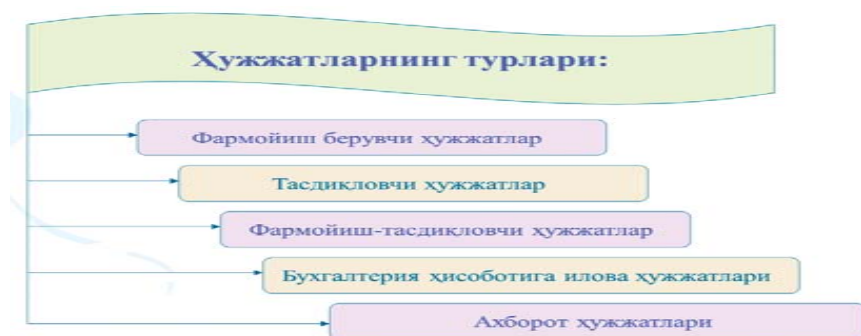 Ҳужжатларнинг турлари:
Фармойиш берувчи ҳужжатлар
Тасдиқловчи ҳужжатлар
Фармойиш-тасдиқловчи ҳужжатлар
Бухгалтерия ҳисоботига илова ҳужжатлари
Ахборот ҳужжатлари